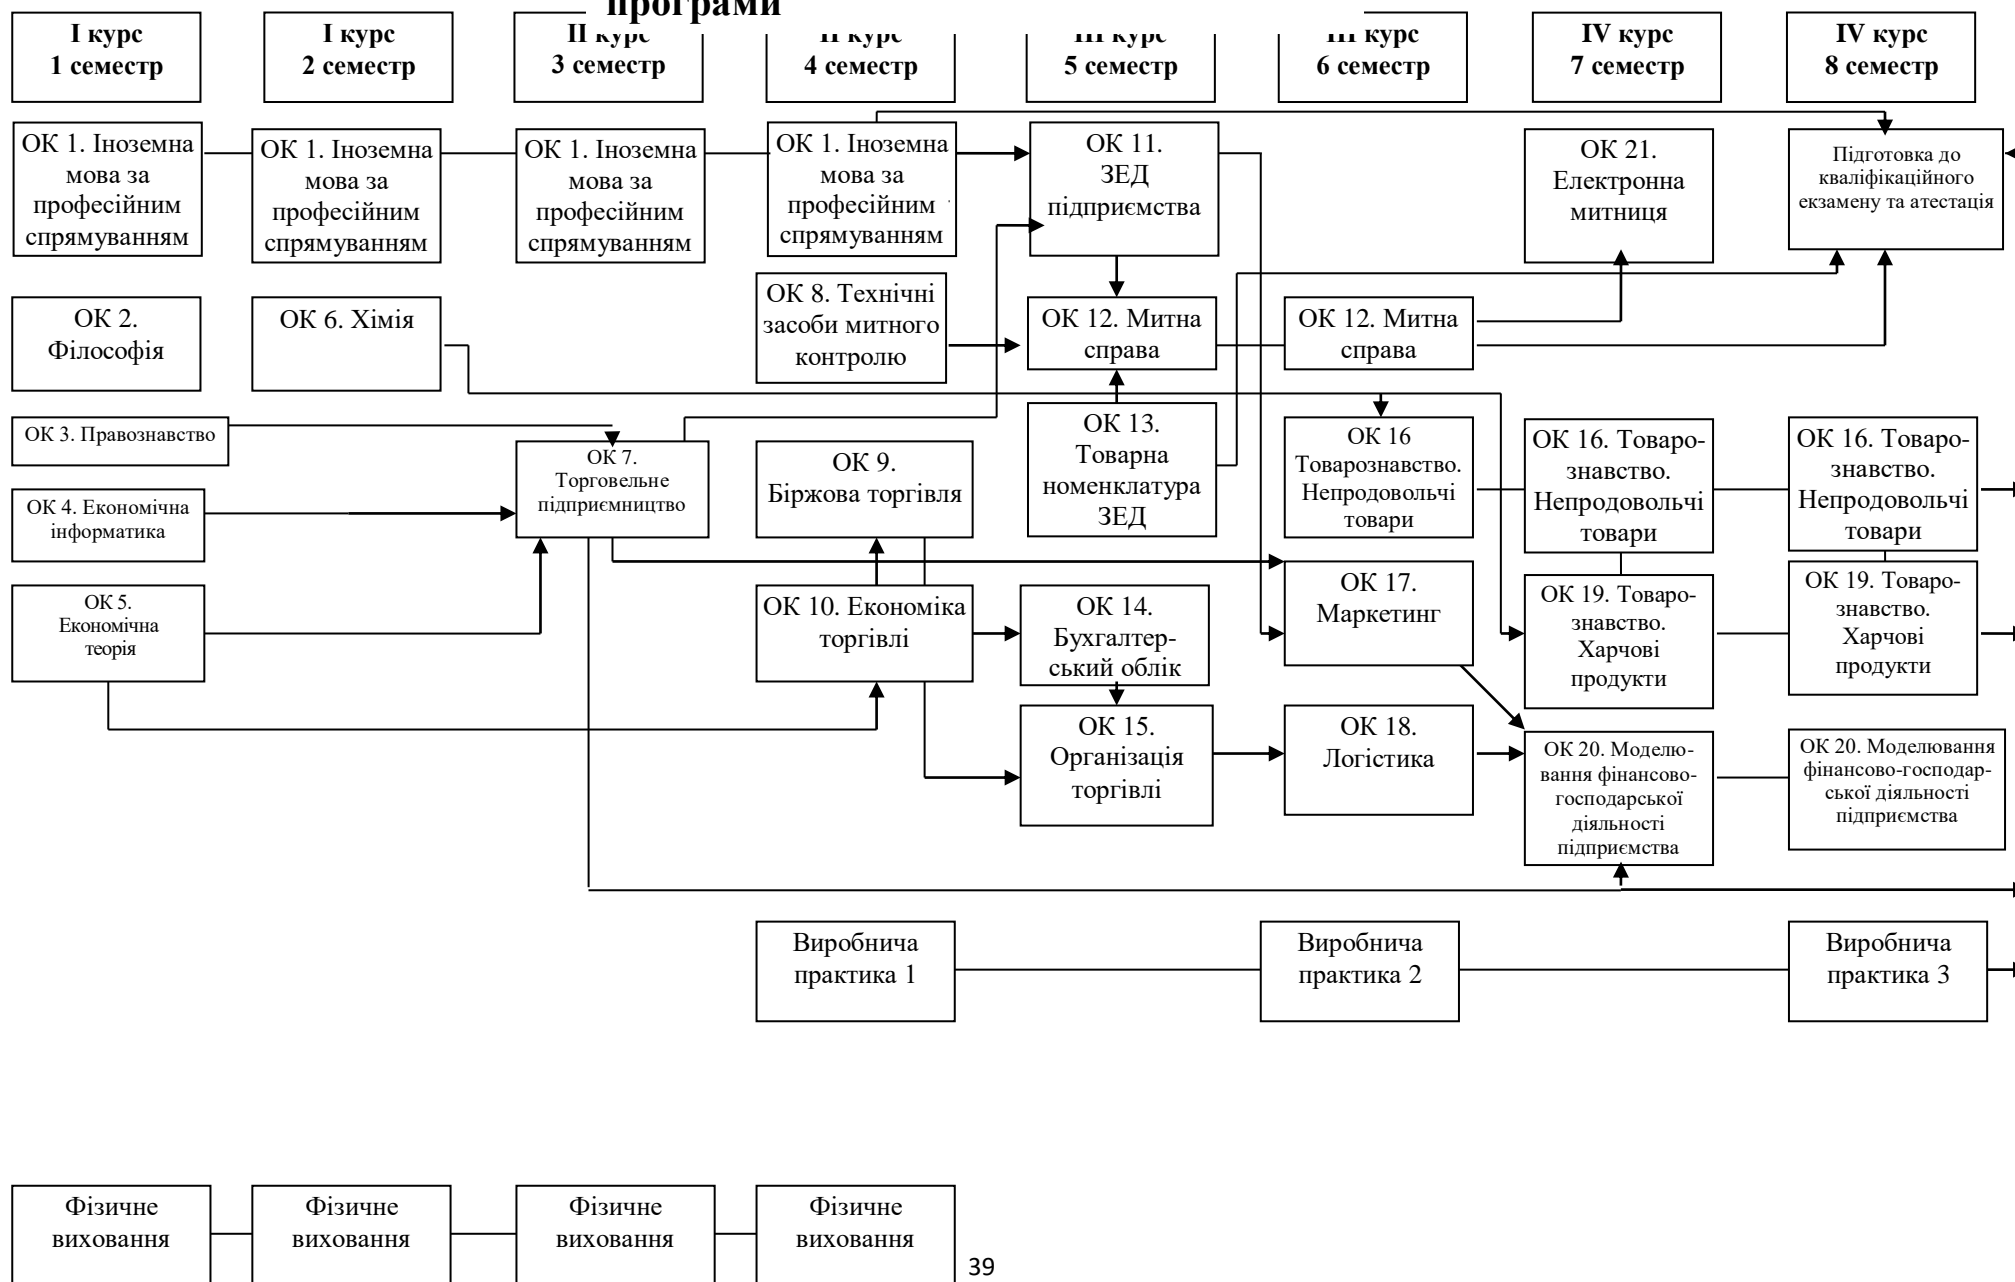 програми
І курс
1 семестр
І курс
2 семестр
ІІ курс
3 семестр
ІІ курс
4 семестр
ІІІ курс
5 семестр
ІІІ курс
6 семестр
IV курс
7 семестр
IV курс
8 семестр
ОК 1. Іноземна
мова за
професійним
спрямуванням
ОК 1. Іноземна
мова за
професійним
спрямуванням
ОК 1. Іноземна
мова за
професійним
спрямуванням
ОК 1. Іноземна
мова за
професійним
спрямуванням
ОК 11.
ЗЕД
підприємства
ОК 21.
Електронна
митниця
Підготовка до
кваліфікаційного
екзамену та атестація
ОК 2.
Філософія
ОК 6. Хімія
ОК 8. Технічні
засоби митного
контролю
ОК 12. Митна
справа
ОК 12. Митна
справа
ОК 3. Правознавство
ОК 4. Економічна
інформатика
ОК 5.
Економічна
теорія
ОК 7.
Торговельне
підприємництво
ОК 9.
Біржова торгівля
ОК 13.
Товарна
номенклатура
ЗЕД
ОК 16
Товарознавство.
Непродовольчі
товари
ОК 16. Товаро-
знавство.
Непродовольчі
товари
ОК 16. Товаро-
знавство.
Непродовольчі
товари
ОК 10. Економіка
торгівлі
ОК 14.
Бухгалтер-
ський облік
ОК 17.
Маркетинг
ОК 19. Товаро-
знавство.
Харчові
продукти
ОК 19. Товаро-
знавство.
Харчові
продукти
ОК 15.
Організація
торгівлі
ОК 18.
Логістика
ОК 20. Моделю-
вання фінансово-
господарської
діяльності
підприємства
ОК 20. Моделювання
фінансово-господар-
ської діяльності
підприємства
Виробнича
практика 1
Виробнича
практика 2
Виробнича
практика 3
Фізичне
виховання
Фізичне
виховання
Фізичне
виховання
Фізичне
виховання
39